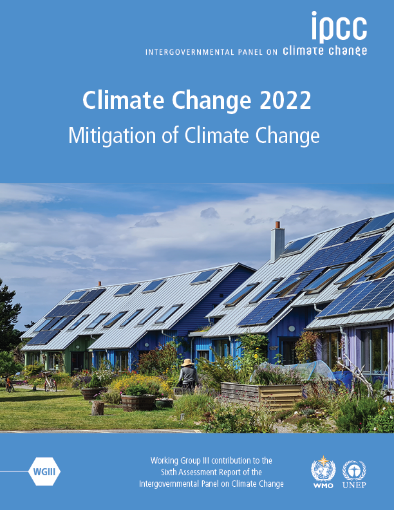 ipcc
INTERGOVERNMENTAL PANEL ON climate change
Climate Change 2022
Mitigation of Climate Change
WGIII
Working Group III contribution to the
Sixth Assessment Report of the
Intergovernmental Panel on Climate Change
WMO
UNEP